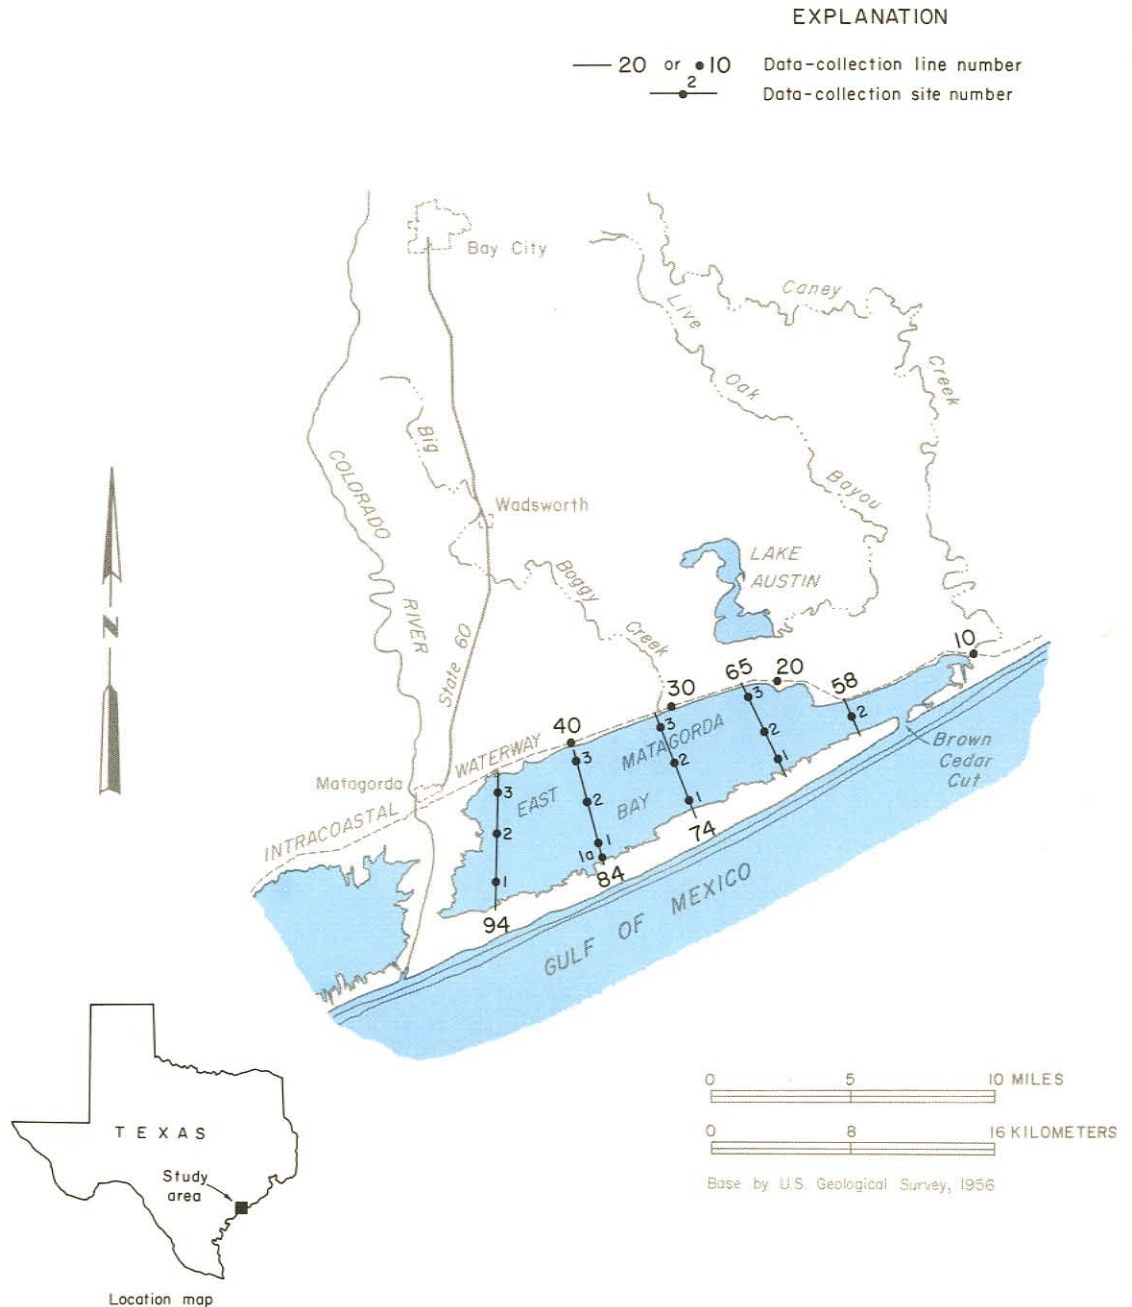 EXPLANATION
20 or 10 Data-collection line number
2 Data-collection site number
Bay City
Caney
Creek
Live
Oak
Bayou
Big
Boggy
Creek
COLORADO
RIVER
Wadsworth
State 60
LAKE
AUSTIN
N
10
65
20
58
30
40
3
2
3
2
1
3
2
1
3
2
1
1a
3
2
1
MATAGORDA
EAST
BAY
WATERWAY
INTRACOASTAL
Matagorda
Brown
Cedar
Cut
74
84
94
GULF OF MEXICO
0 5 10 MILES
0 8 16 KILOMETERS
Base by U.S. Geological Survey, 1956
TEXAS
Study
area
Location map